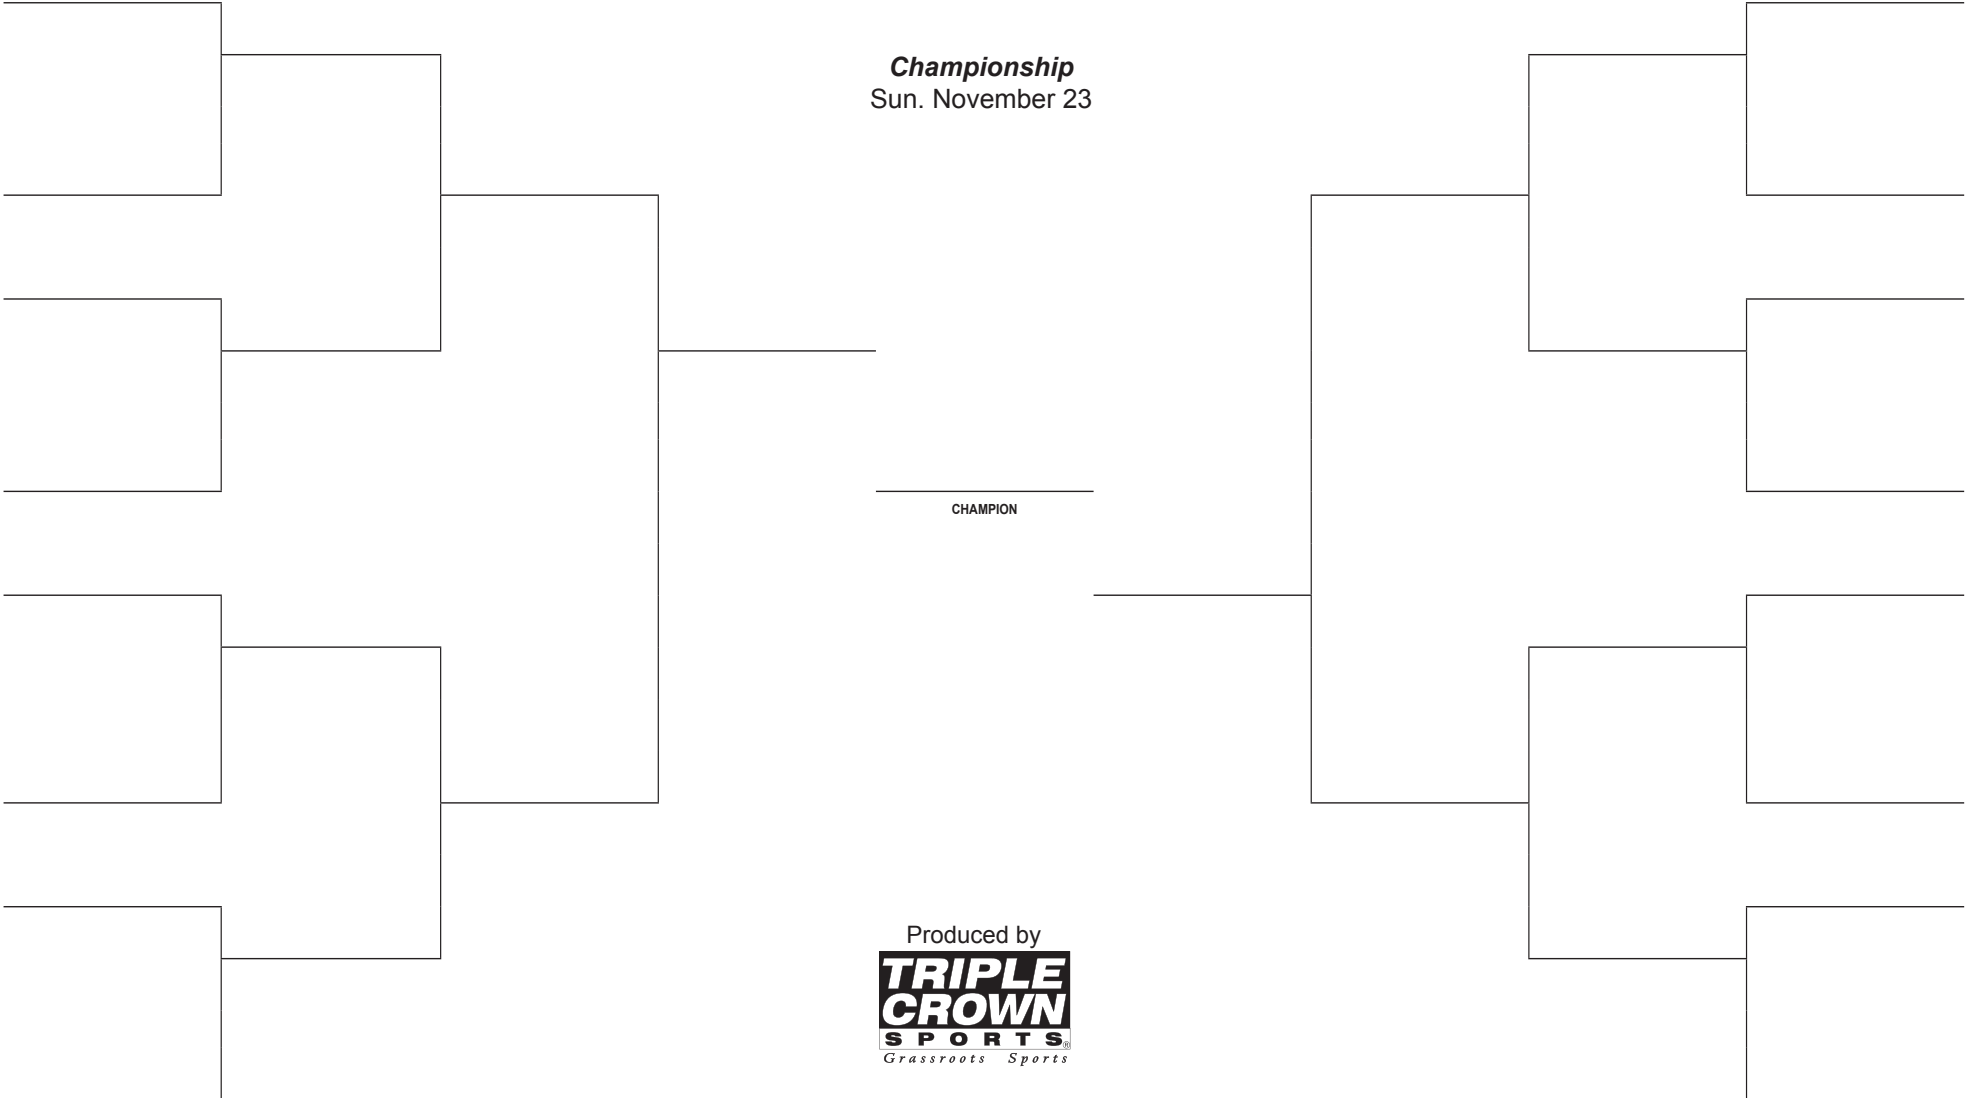 Championship
Sun. November 23
CHAMPION
Produced by
TRIPLE
CROWN
SPORTS®
Grassroots Sports